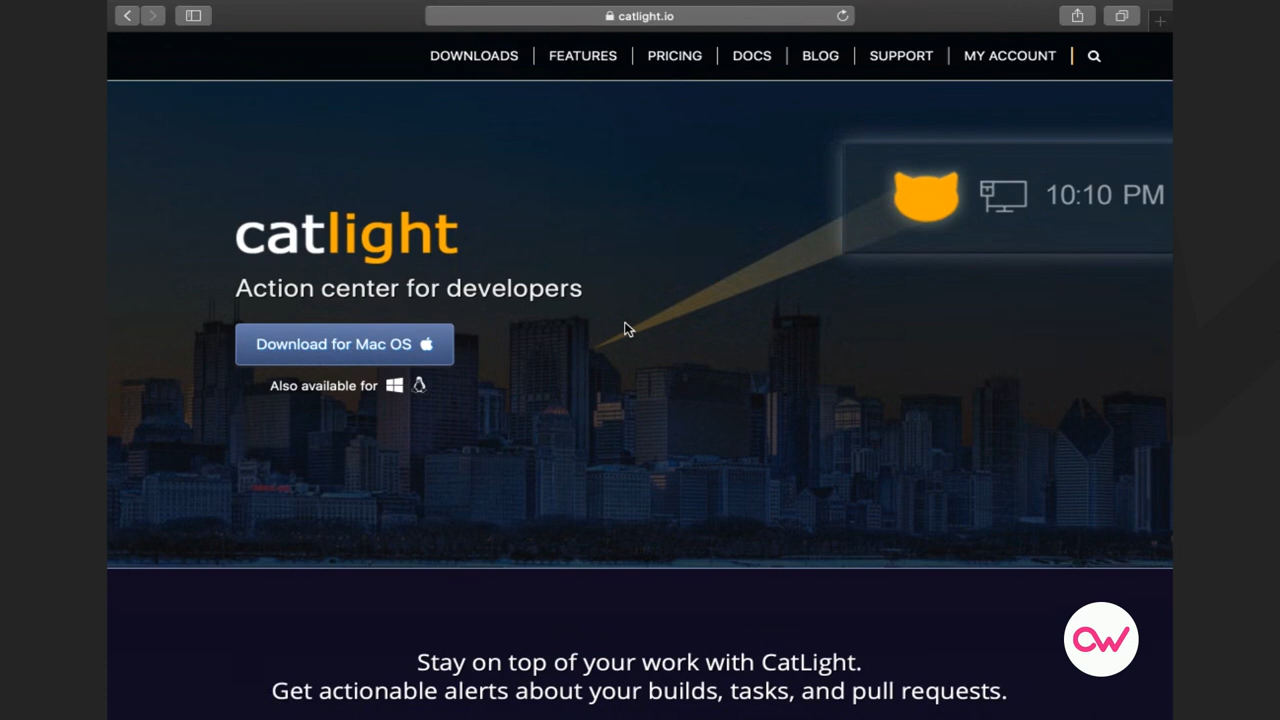 catlight.io
DOWNLOADS FEATURES PRICING DOCS BLOG SUPPORT MY ACCOUNT
10:10 PM
catlight
Action center for developers
Download for Mac OS
Also available for
Stay on top of your work with CatLight.
Get actionable alerts about your builds, tasks, and pull requests.